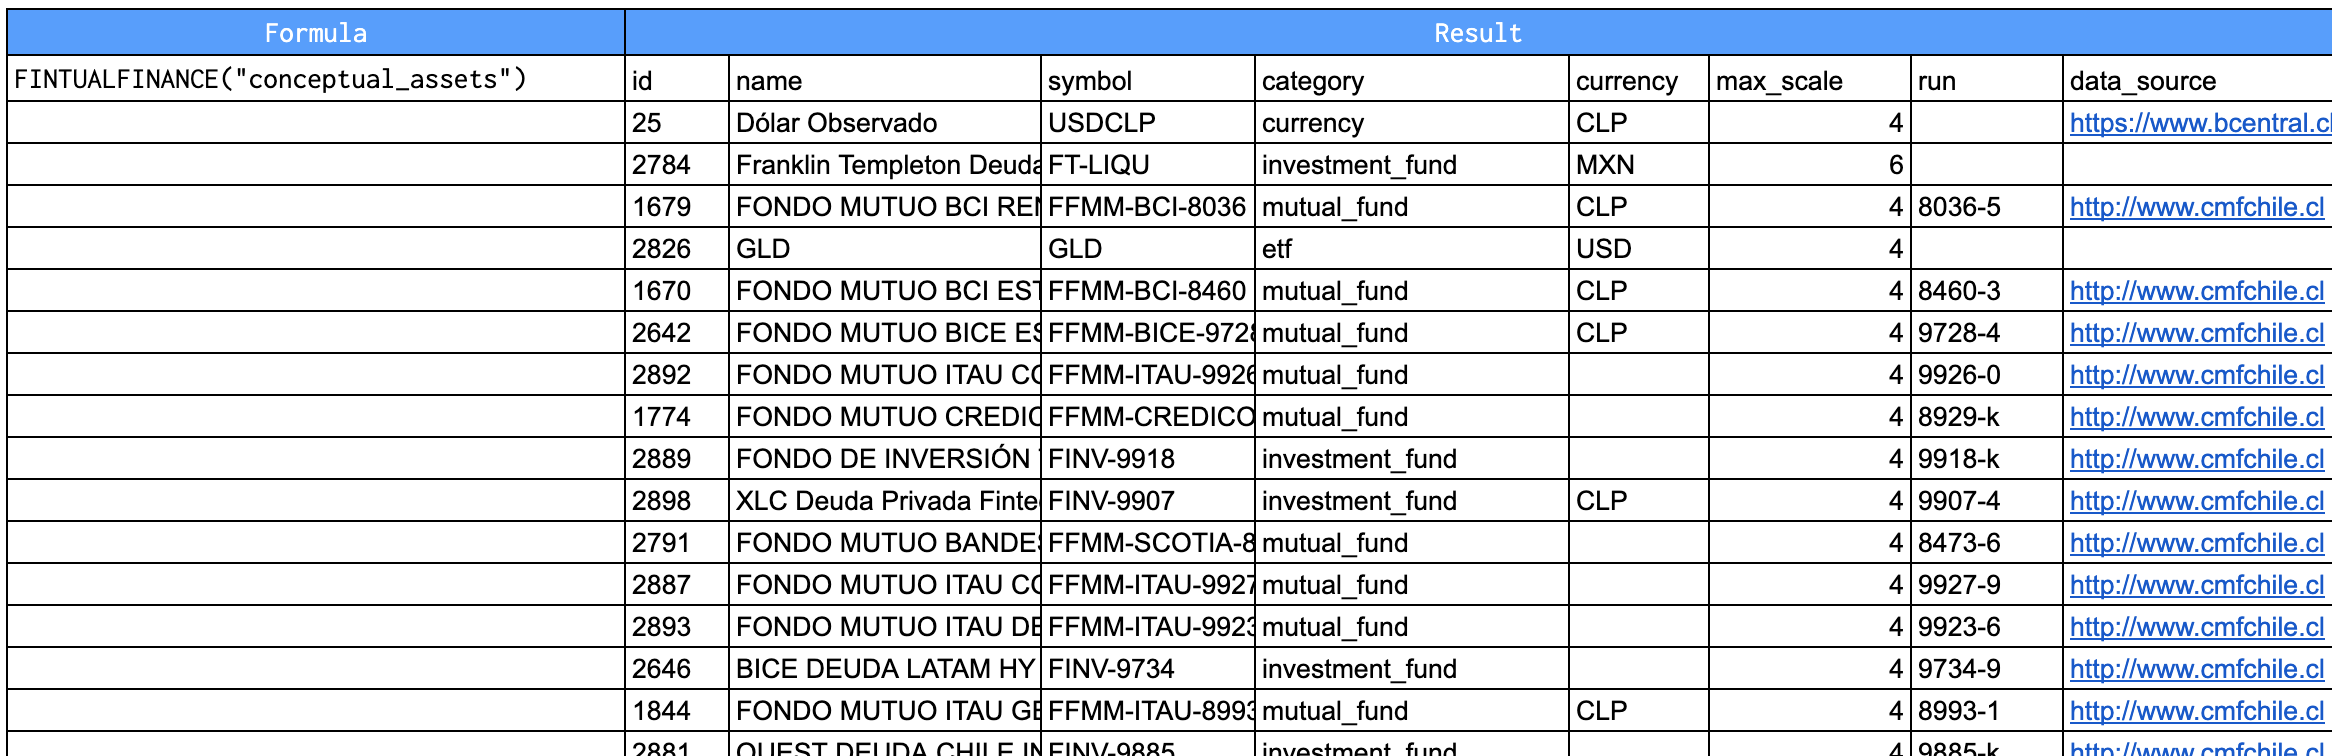 Formula Result
FINTUALFINANCE("conceptual_assets") id name symbol category currency max_scale run data_source
25 Dólar Observado USDCLP currency CLP 4 https://www.bcentral.cl
2784 Franklin Templeton Deuda FT-LIQU investment_fund MXN 6
1679 FONDO MUTUO BCI REN FFMM-BCI-8036 mutual_fund CLP 4 8036-5 http://www.cmfchile.cl
2826 GLD GLD etf USD 4
1670 FONDO MUTUO BCI EST FFMM-BCI-8460 mutual_fund CLP 4 8460-3 http://www.cmfchile.cl
2642 FONDO MUTUO BICE ES FFMM-BICE-9728 mutual_fund CLP 4 9728-4 http://www.cmfchile.cl
2892 FONDO MUTUO ITAU CO FFMM-ITAU-9926 mutual_fund 4 9926-0 http://www.cmfchile.cl
1774 FONDO MUTUO CREDIC FFMM-CREDICO mutual_fund 4 8929-k http://www.cmfchile.cl
2889 FONDO DE INVERSIÓN FINV-9918 investment_fund 4 9918-k http://www.cmfchile.cl
2898 XLC Deuda Privada Finte FINV-9907 investment_fund CLP 4 9907-4 http://www.cmfchile.cl
2791 FONDO MUTUO BANDES FFMM-SCOTIA-8 mutual_fund 4 8473-6 http://www.cmfchile.cl
2887 FONDO MUTUO ITAU CO FFMM-ITAU-9927 mutual_fund 4 9927-9 http://www.cmfchile.cl
2893 FONDO MUTUO ITAU DE FFMM-ITAU-9923 mutual_fund 4 9923-6 http://www.cmfchile.cl
2646 BICE DEUDA LATAM HY FINV-9734 investment_fund 4 9734-9 http://www.cmfchile.cl
1844 FONDO MUTUO ITAU GE FFMM-ITAU-8993 mutual_fund CLP 4 8993-1 http://www.cmfchile.cl
2881 QUEST DEUDA CHILE IN FINV-9885 investment_fund 4 9885-k http://www.cmfchile.cl